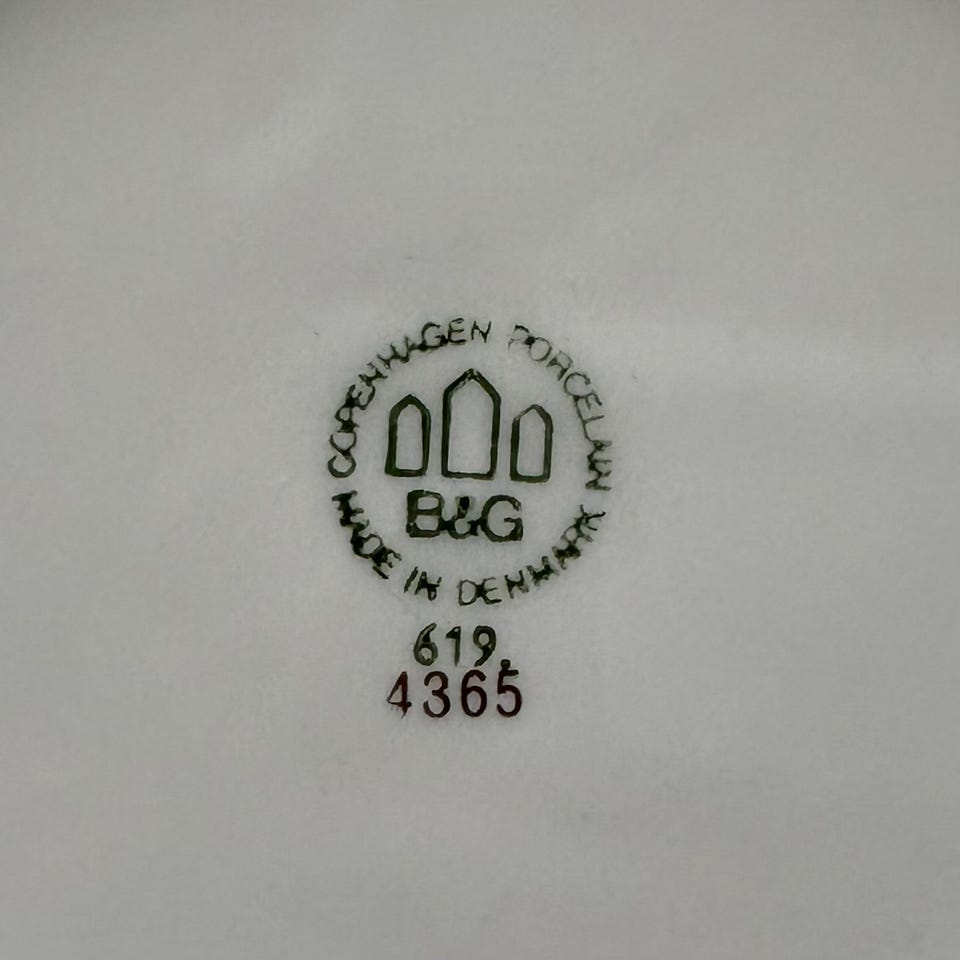 COPENHAGEN PORCELAIN
B&G
MADE IN DENMARK
619.
4365